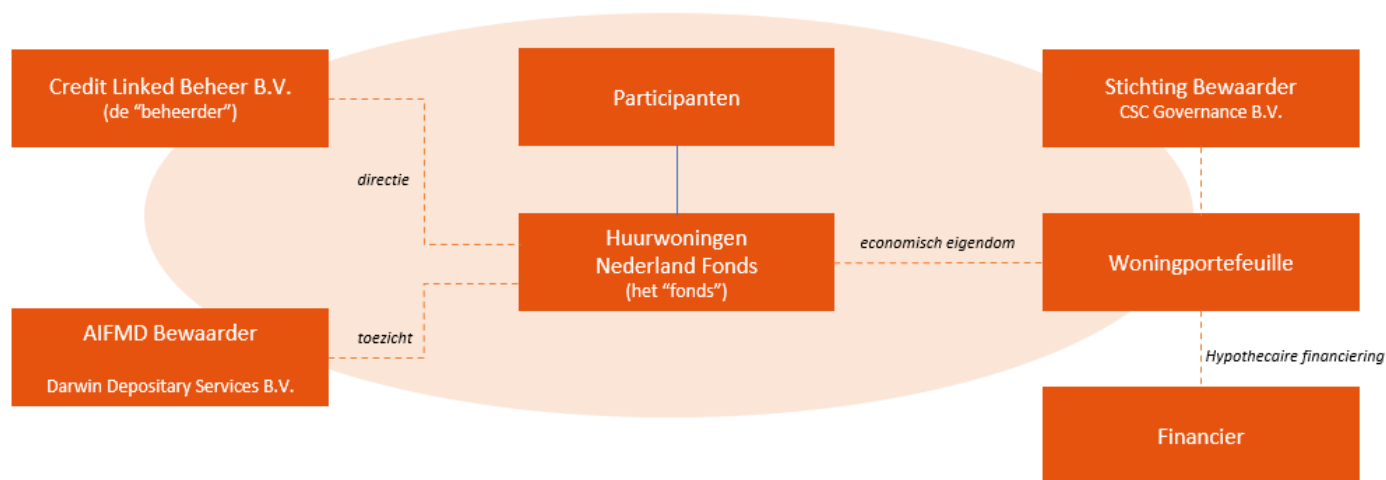 Credit Linked Beheer B.V.
(de “beheerder”)
Participanten
Stichting Bewaarder
CSC Governance B.V.
directie
Huurwoningen
Nederland Fonds
(het “fonds”)
economisch eigendom
Woningportefeuille
AIFMD Bewaarder
Darwin Depositary Services B.V.
toezicht
Hypothecaire financiering
Financier